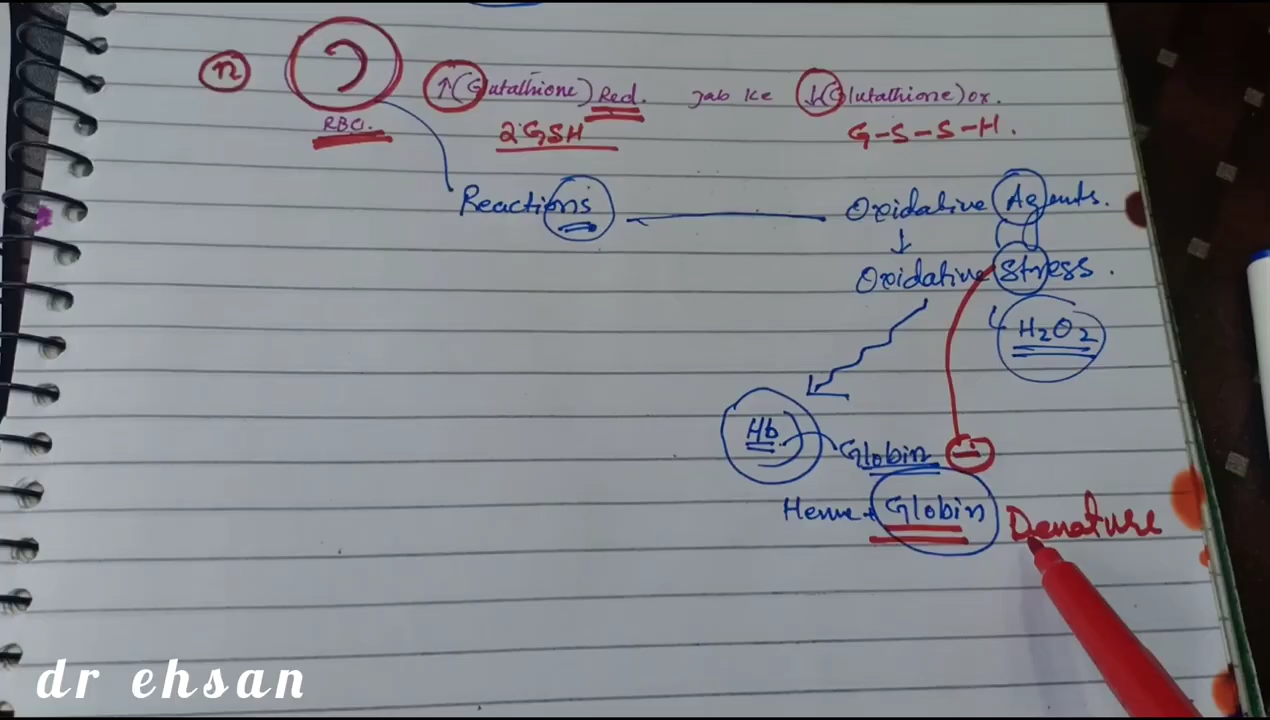 n
↑(Glutathione) Red. jab ke ↓(Glutathione) ox.
RBC.
2GSH
G-S-S-H.
Reactions
Oxidative Agents.
↓
Oxidative Stress.
H2O2
Hb
Globin
Heme + Globin Denature
dr ehsan